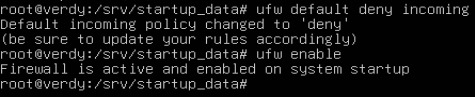 root@verdy:/srv/startup_data# ufw default deny incoming
Default incoming policy changed to 'deny'
(be sure to update your rules accordingly)
root@verdy:/srv/startup_data# ufw enable
Firewall is active and enabled on system startup
root@verdy:/srv/startup_data#